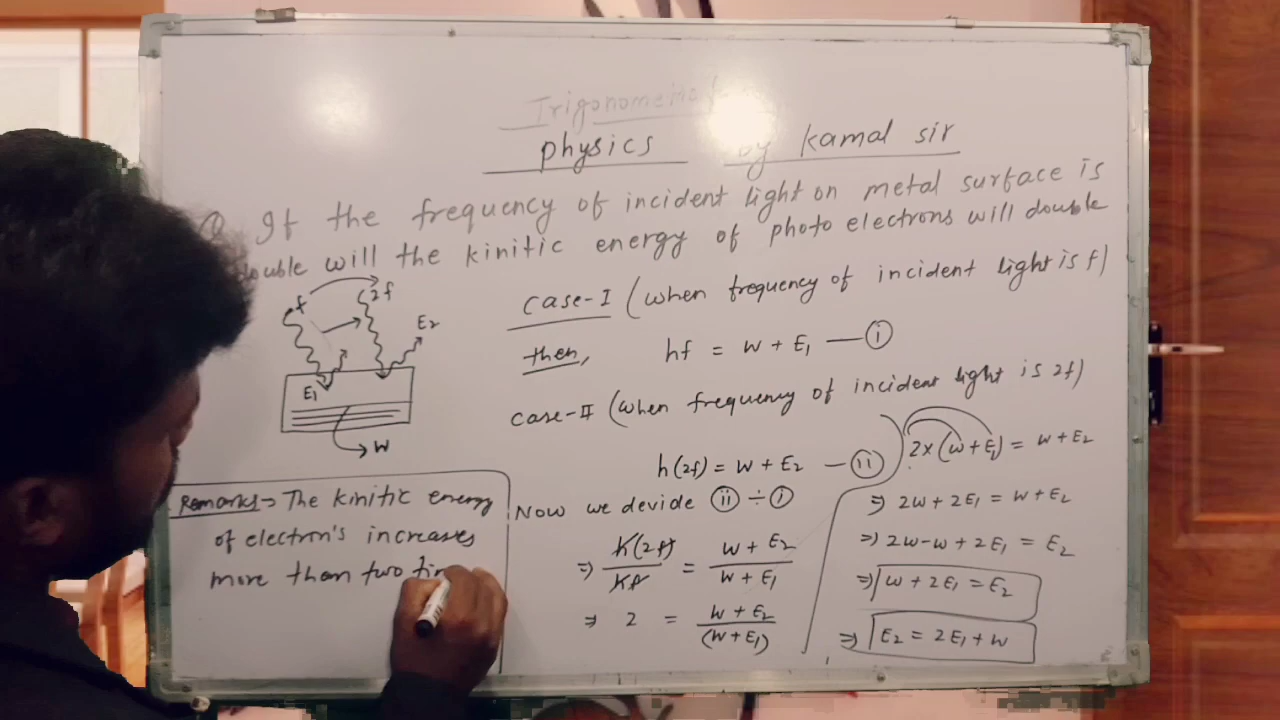 Trigonomet
physics by kamal sir
Q If the frequency of incident light on metal surface is
double will the kinitic energy of photo electrons will double
f 2f
E2
E1
W
Case-I (when frequency of incident light is f)
then, hf = W + E1 — (i)
Case-II (when frequency of incident light is 2f)
h(2f) = W + E2 — (ii)
Now we devide (ii) ÷ (i)
⇒ h(2f)/hf = W + E2/W + E1
⇒ 2 = W + E2/(W + E1)
2x(W + E1) = W + E2
⇒ 2W + 2E1 = W + E2
⇒ 2W - W + 2E1 = E2
⇒ W + 2E1 = E2
⇒ E2 = 2E1 + W
Remarks→ The kinitic energy
of electron's increases
more than two tim